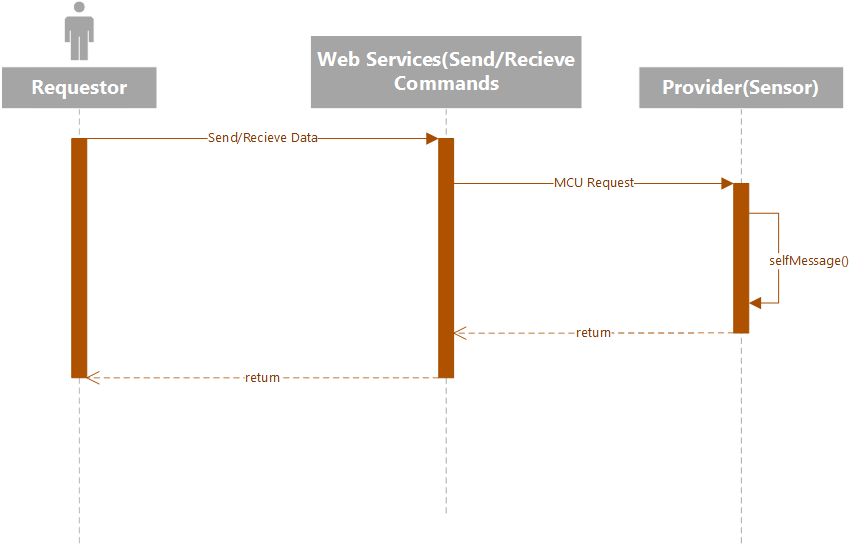 Requestor
Web Services(Send/Recieve
Commands
Provider(Sensor)
Send/Recieve Data
MCU Request
selfMessage()
return
return